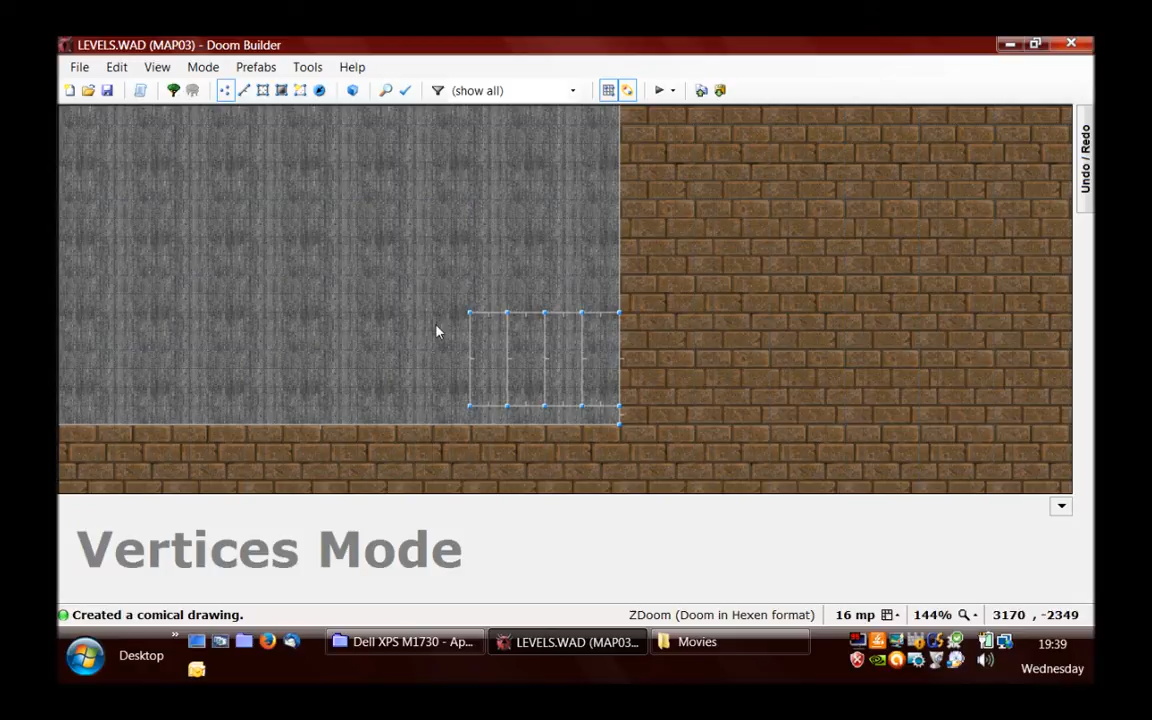 LEVELS.WAD (MAP03) - Doom Builder
File Edit View Mode Prefabs Tools Help
(show all)
Undo / Redo
Vertices Mode
Created a comical drawing.
ZDoom (Doom in Hexen format) 16 mp 144% 3170 , -2349
Desktop » Dell XPS M1730 - Ap... LEVELS.WAD (MAP03... Movies 19:39
Wednesday